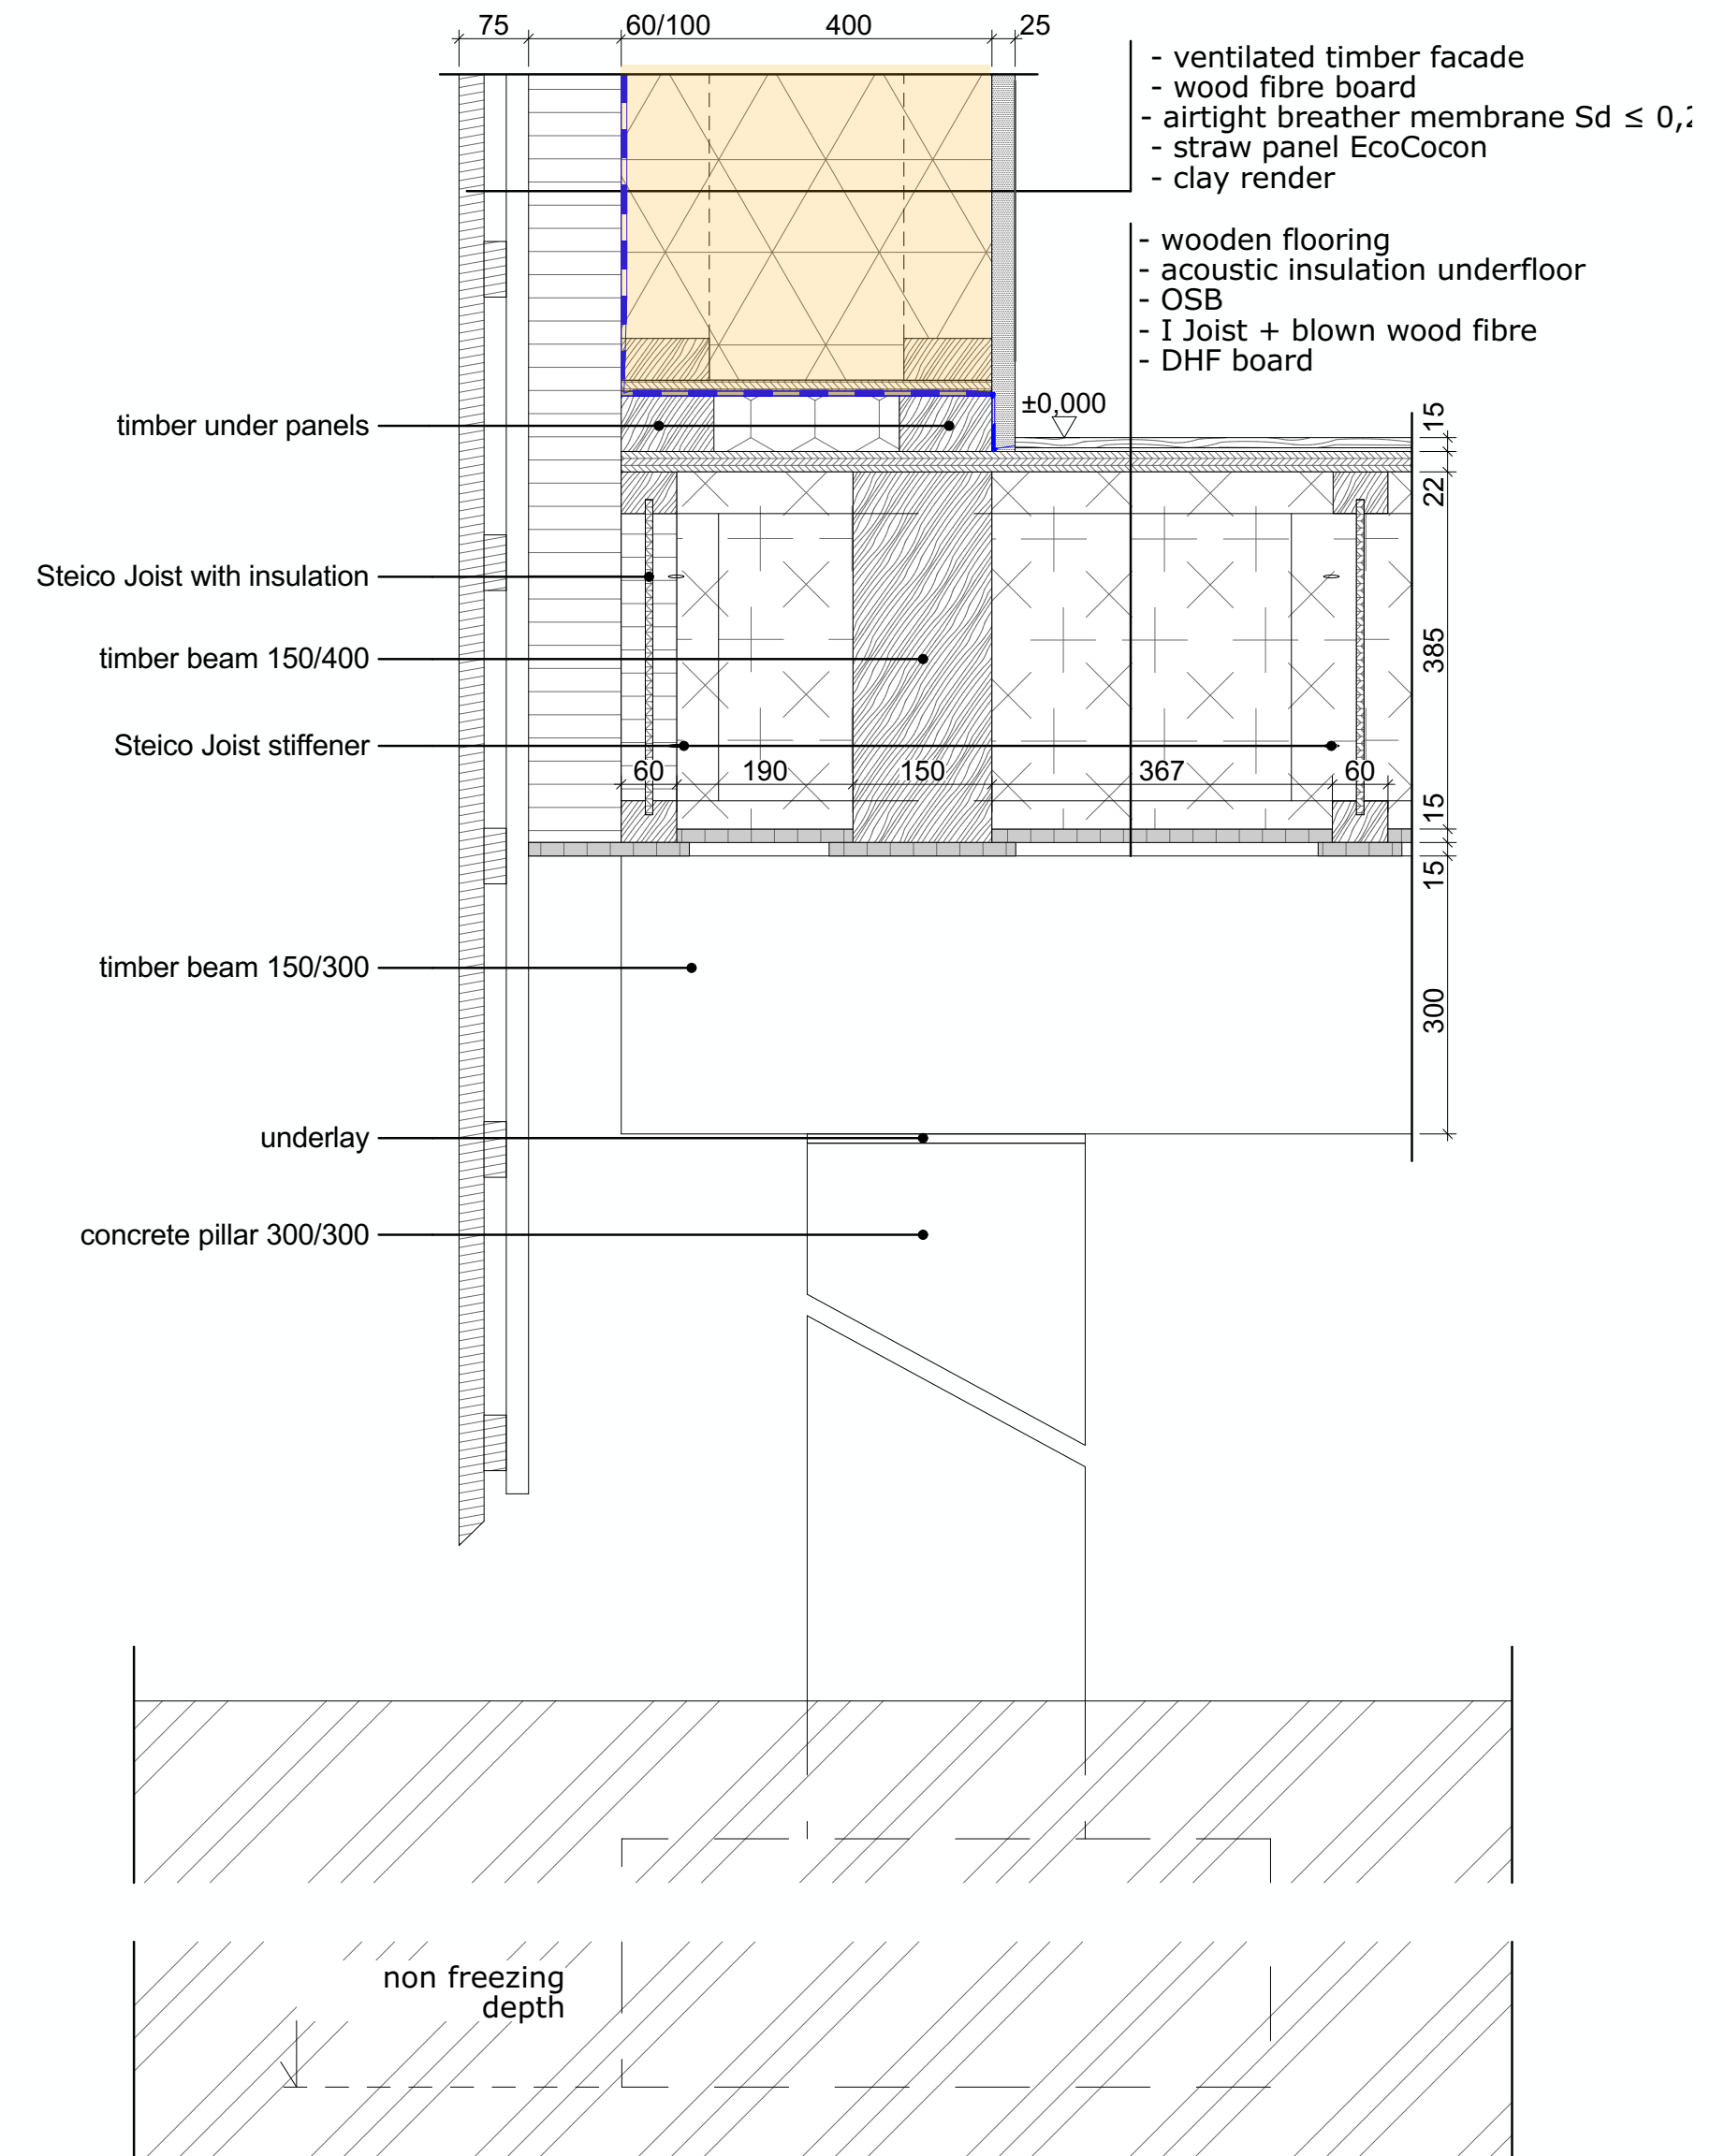 75 60/100 400 25
- ventilated timber facade
- wood fibre board
- airtight breather membrane Sd ≤ 0,2
- straw panel EcoCocon
- clay render
- wooden flooring
- acoustic insulation underfloor
- OSB
- I Joist + blown wood fibre
- DHF board
±0,000
15
timber under panels
22
Steico Joist with insulation
timber beam 150/400
385
Steico Joist stiffener
60 190 150 367 60
15
15
timber beam 150/300
300
underlay
concrete pillar 300/300
non freezing
depth